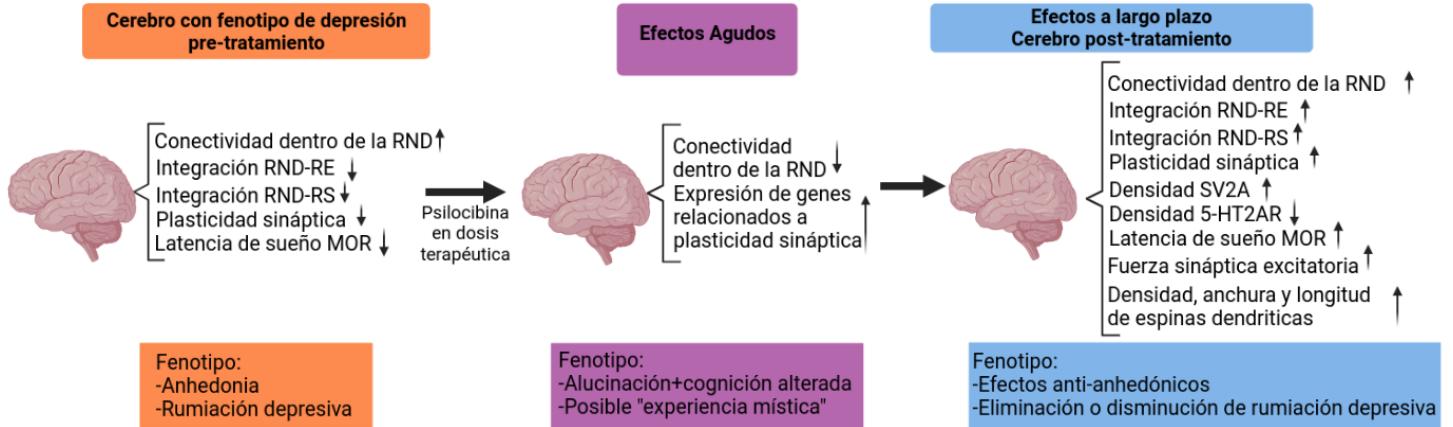 Cerebro con fenotipo de depresión
pre-tratamiento
Conectividad dentro de la RND↑
Integración RND-RE ↓
Integración RND-RS↓
Plasticidad sináptica ↓
Latencia de sueño MOR ↓
Fenotipo:
-Anhedonia
-Rumiación depresiva
Psilocibina
en dosis
terapéutica
Efectos Agudos
Conectividad
dentro de la RND↓
Expresión de genes
relacionados a
plasticidad sináptica↑
Fenotipo:
-Alucinación+cognición alterada
-Posible "experiencia mística"
Efectos a largo plazo
Cerebro post-tratamiento
Conectividad dentro de la RND ↑
Integración RND-RE ↑
Integración RND-RS↑
Plasticidad sináptica ↑
Densidad SV2A ↑
Densidad 5-HT2AR↓
Latencia de sueño MOR ↑
Fuerza sináptica excitatoria↑
Densidad, anchura y longitud
de espinas dendriticas ↑
Fenotipo:
-Efectos anti-anhedónicos
-Eliminación o disminución de rumiación depresiva